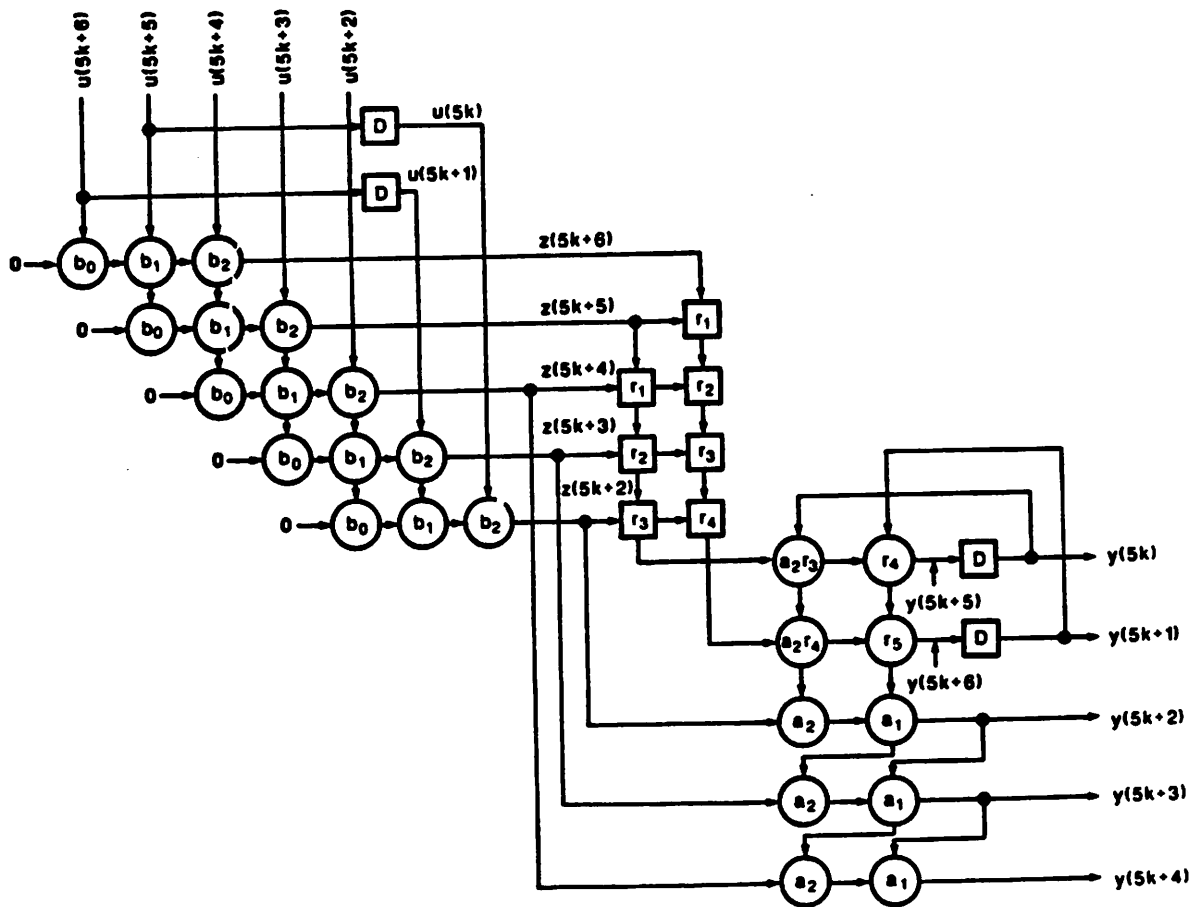 u(5k+6) u(5k+5) u(5k+4) u(5k+3) u(5k+2)
D u(5k)
D u(5k+1)
0 b₀ b₁ b₂ z(5k+6)
0 b₀ b₁ b₂ z(5k+5) r₁
0 b₀ b₁ b₂ z(5k+4) r₁ r₂
0 b₀ b₁ b₂ z(5k+3) r₂ r₃
0 b₀ b₁ b₂ z(5k+2) r₃ r₄
a₂r₃ r₄ D y(5k)
y(5k+5)
a₂r₄ r₅ D y(5k+1)
y(5k+6)
a₂ a₁ y(5k+2)
a₂ a₁ y(5k+3)
a₂ a₁ y(5k+4)